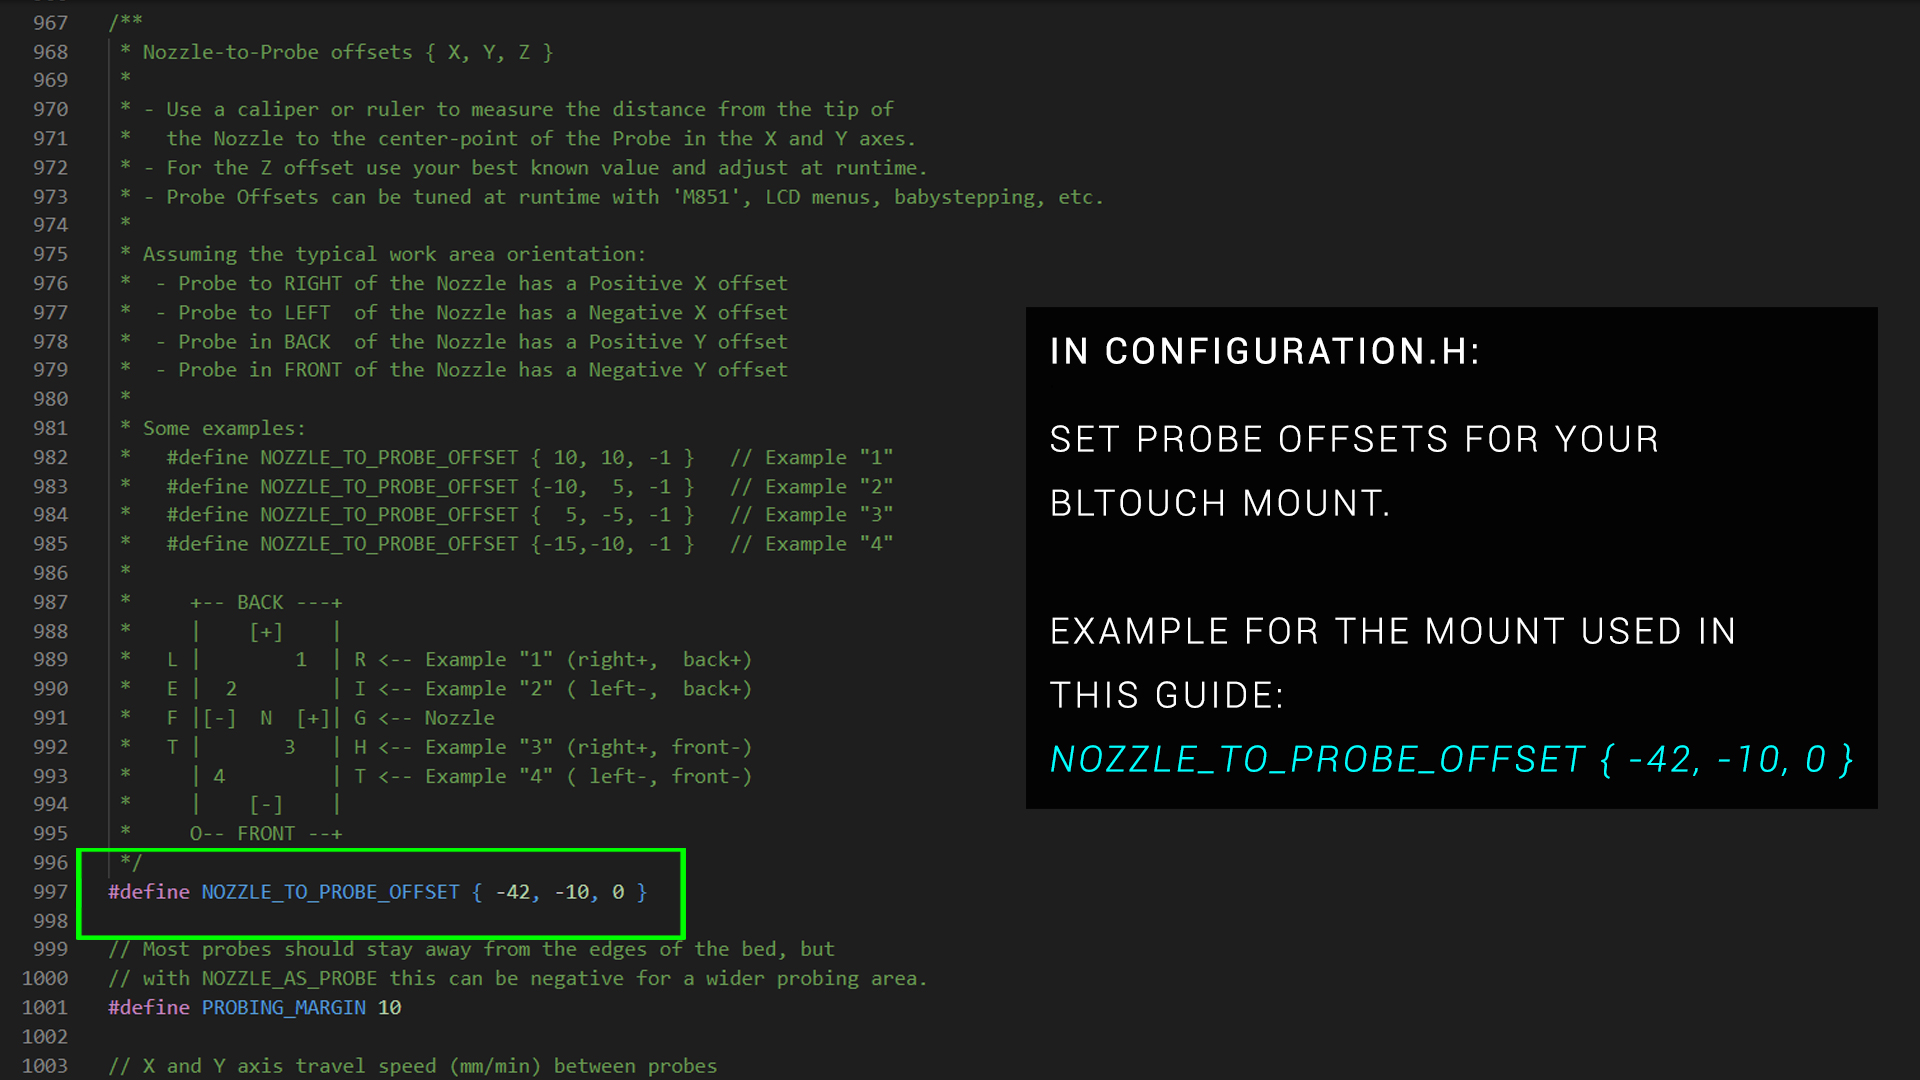 967 /**
968 * Nozzle-to-Probe offsets { X, Y, Z }
969 *
970 * - Use a caliper or ruler to measure the distance from the tip of
971 *   the Nozzle to the center-point of the Probe in the X and Y axes.
972 * - For the Z offset use your best known value and adjust at runtime.
973 * - Probe Offsets can be tuned at runtime with 'M851', LCD menus, babystepping, etc.
974 *
975 * Assuming the typical work area orientation:
976 *  - Probe to RIGHT of the Nozzle has a Positive X offset
977 *  - Probe to LEFT  of the Nozzle has a Negative X offset
978 *  - Probe in BACK  of the Nozzle has a Positive Y offset
979 *  - Probe in FRONT of the Nozzle has a Negative Y offset
980 *
981 * Some examples:
982 *   #define NOZZLE_TO_PROBE_OFFSET { 10, 10, -1 }   // Example "1"
983 *   #define NOZZLE_TO_PROBE_OFFSET {-10,  5, -1 }   // Example "2"
984 *   #define NOZZLE_TO_PROBE_OFFSET {  5, -5, -1 }   // Example "3"
985 *   #define NOZZLE_TO_PROBE_OFFSET {-15,-10, -1 }   // Example "4"
986 *
987 *     +-- BACK ---+
988 *     |    [+]    |
989 *   L |        1  | R <-- Example "1" (right+,  back+)
990 *   E |  2        | I <-- Example "2" ( left-,  back+)
991 *   F |[-]  N  [+]| G <-- Nozzle
992 *   T |       3   | H <-- Example "3" (right+, front-)
993 *     | 4         | T <-- Example "4" ( left-, front-)
994 *     |    [-]    |
995 *     O-- FRONT --+
996 */
997 #define NOZZLE_TO_PROBE_OFFSET { -42, -10, 0 }
998
999 // Most probes should stay away from the edges of the bed, but
1000 // with NOZZLE_AS_PROBE this can be negative for a wider probing area.
1001 #define PROBING_MARGIN 10
1002
1003 // X and Y axis travel speed (mm/min) between probes
IN CONFIGURATION.H:
SET PROBE OFFSETS FOR YOUR
BLTOUCH MOUNT.
EXAMPLE FOR THE MOUNT USED IN
THIS GUIDE:
NOZZLE_TO_PROBE_OFFSET { -42, -10, 0 }